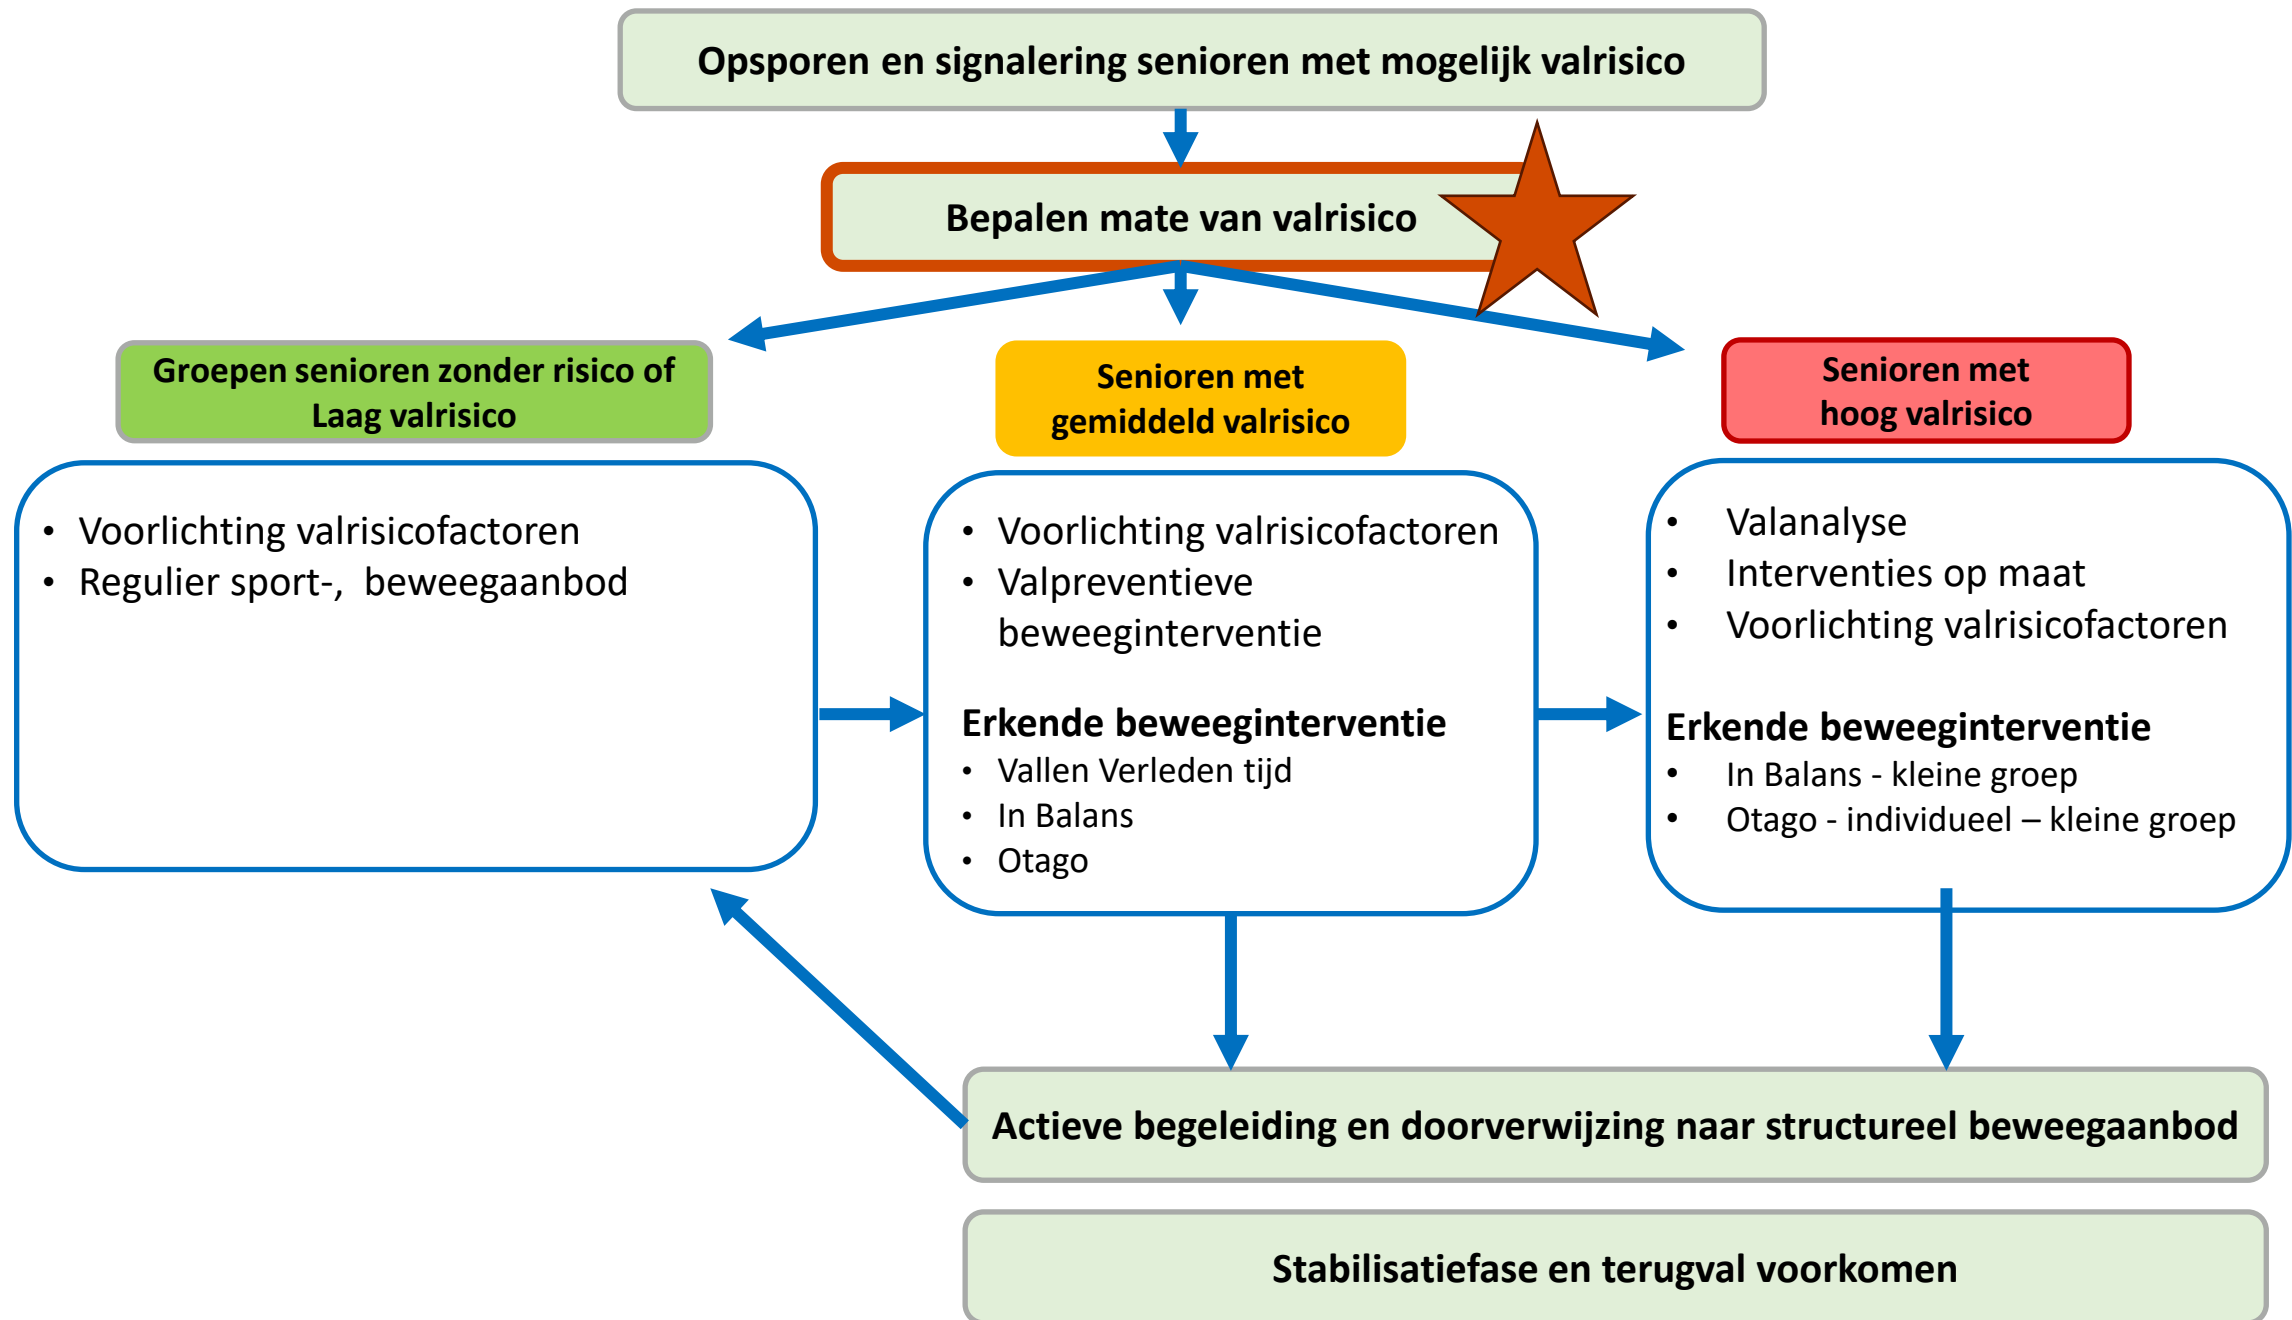 Opsporen en signalering senioren met mogelijk valrisico
Bepalen mate van valrisico
Groepen senioren zonder risico of
Laag valrisico
• Voorlichting valrisicofactoren
• Regulier sport-,  beweegaanbod
Senioren met
gemiddeld valrisico
• Voorlichting valrisicofactoren
• Valpreventieve
beweeginterventie
Erkende beweeginterventie
• Vallen Verleden tijd
• In Balans
• Otago
Senioren met
hoog valrisico
• Valanalyse
• Interventies op maat
• Voorlichting valrisicofactoren
Erkende beweeginterventie
• In Balans - kleine groep
• Otago - individueel – kleine groep
Actieve begeleiding en doorverwijzing naar structureel beweegaanbod
Stabilisatiefase en terugval voorkomen